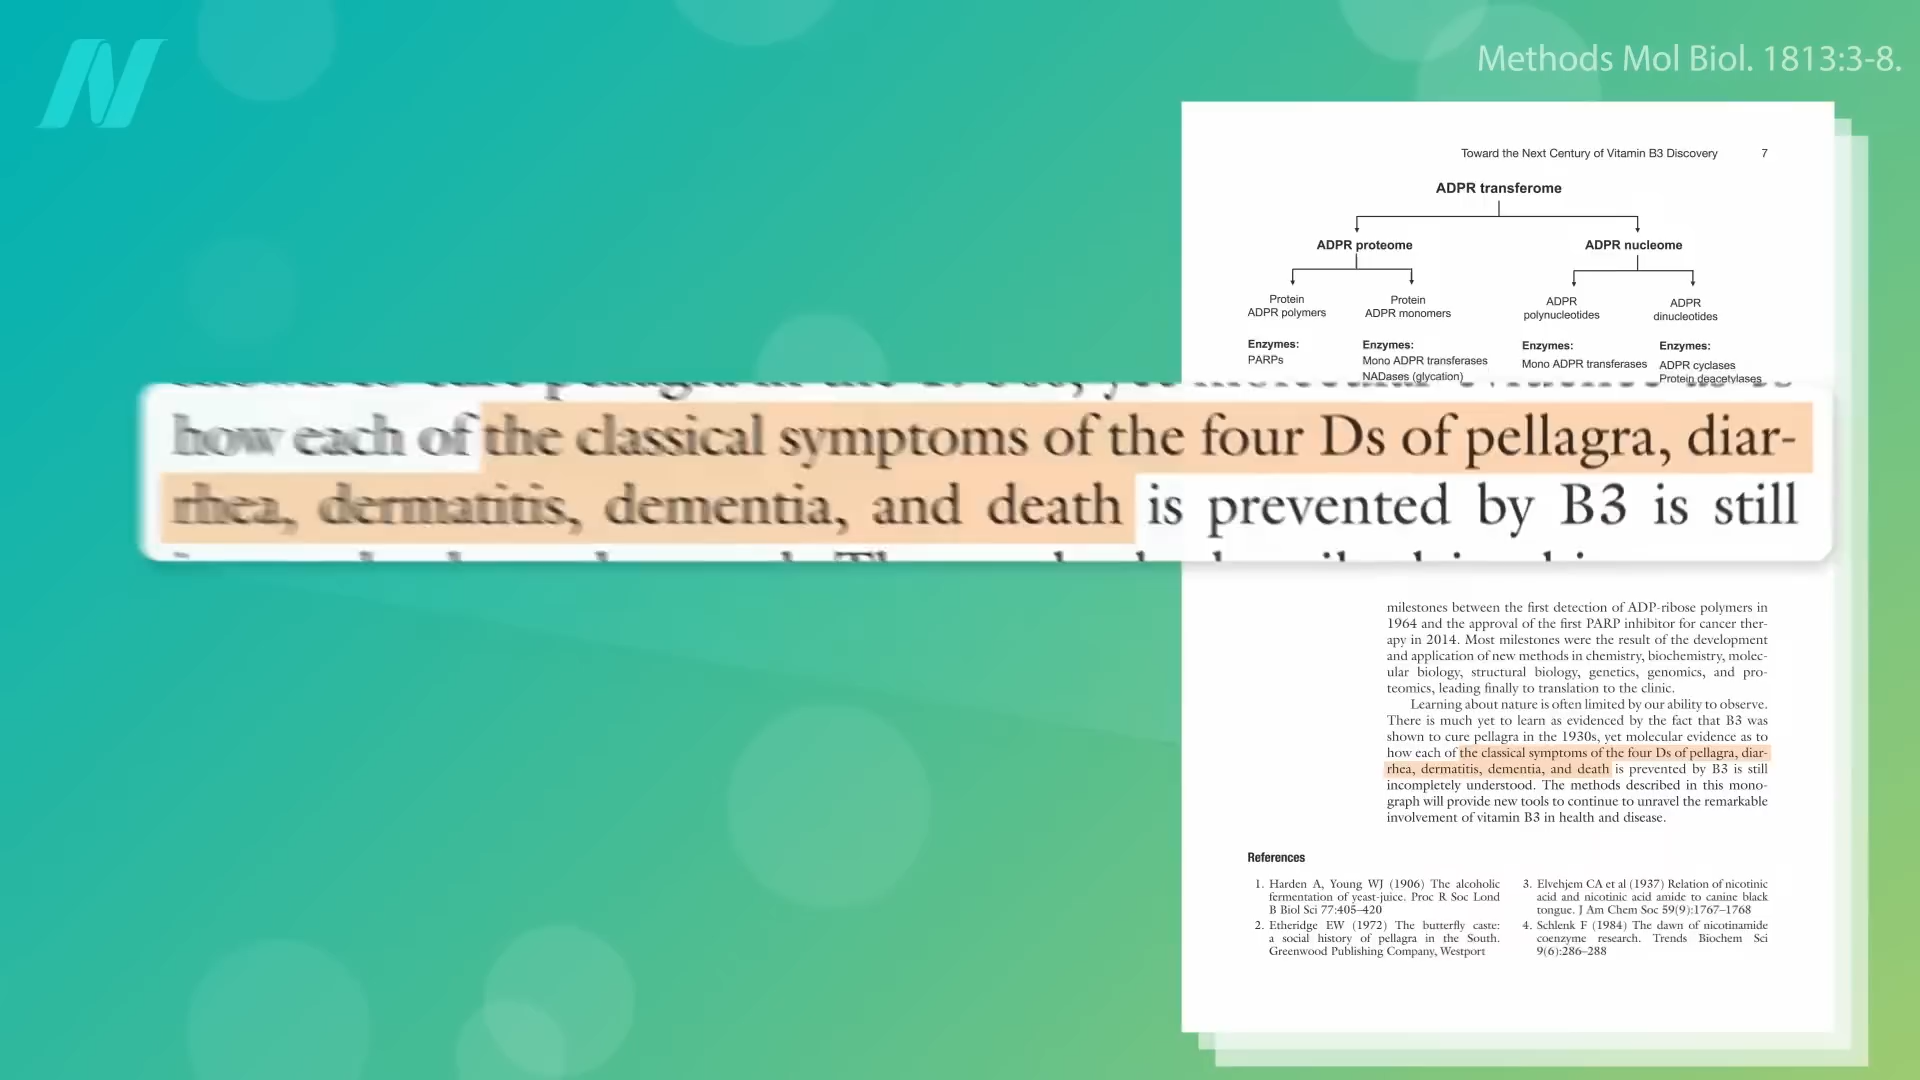 Methods Mol Biol. 1813:3-8.
Toward the Next Century of Vitamin B3 Discovery 7
ADPR transferome
ADPR proteome
ADPR nucleome
Protein
ADPR polymers
Protein
ADPR monomers
ADPR
polynucleotides
ADPR
dinucleotides
Enzymes:
PARPs
Enzymes:
Mono ADPR transferases
NADases (glycation)
Enzymes:
Mono ADPR transferases
Enzymes:
ADPR cyclases
Protein deacetylases
how each of the classical symptoms of the four Ds of pellagra, diar-
rhea, dermatitis, dementia, and death is prevented by B3 is still
milestones between the first detection of ADP-ribose polymers in
1964 and the approval of the first PARP inhibitor for cancer ther-
apy in 2014. Most milestones were the result of the development
and application of new methods in chemistry, biochemistry, molec-
ular biology, structural biology, genetics, genomics, and pro-
teomics, leading finally to translation to the clinic.
Learning about nature is often limited by our ability to observe.
There is much yet to learn as evidenced by the fact that B3 was
shown to cure pellagra in the 1930s, yet molecular evidence as to
how each of the classical symptoms of the four Ds of pellagra, diar-
rhea, dermatitis, dementia, and death is prevented by B3 is still
incompletely understood. The methods described in this mono-
graph will provide new tools to continue to unravel the remarkable
involvement of vitamin B3 in health and disease.
References
1. Harden A, Young WJ (1906) The alcoholic
fermentation of yeast-juice. Proc R Soc Lond
B Biol Sci 77:405–420
2. Etheridge EW (1972) The butterfly caste:
a social history of pellagra in the South.
Greenwood Publishing Company, Westport
3. Elvehjem CA et al (1937) Relation of nicotinic
acid and nicotinic acid amide to canine black
tongue. J Am Chem Soc 59(9):1767–1768
4. Schlenk F (1984) The dawn of nicotinamide
coenzyme research. Trends Biochem Sci
9(6):286–288